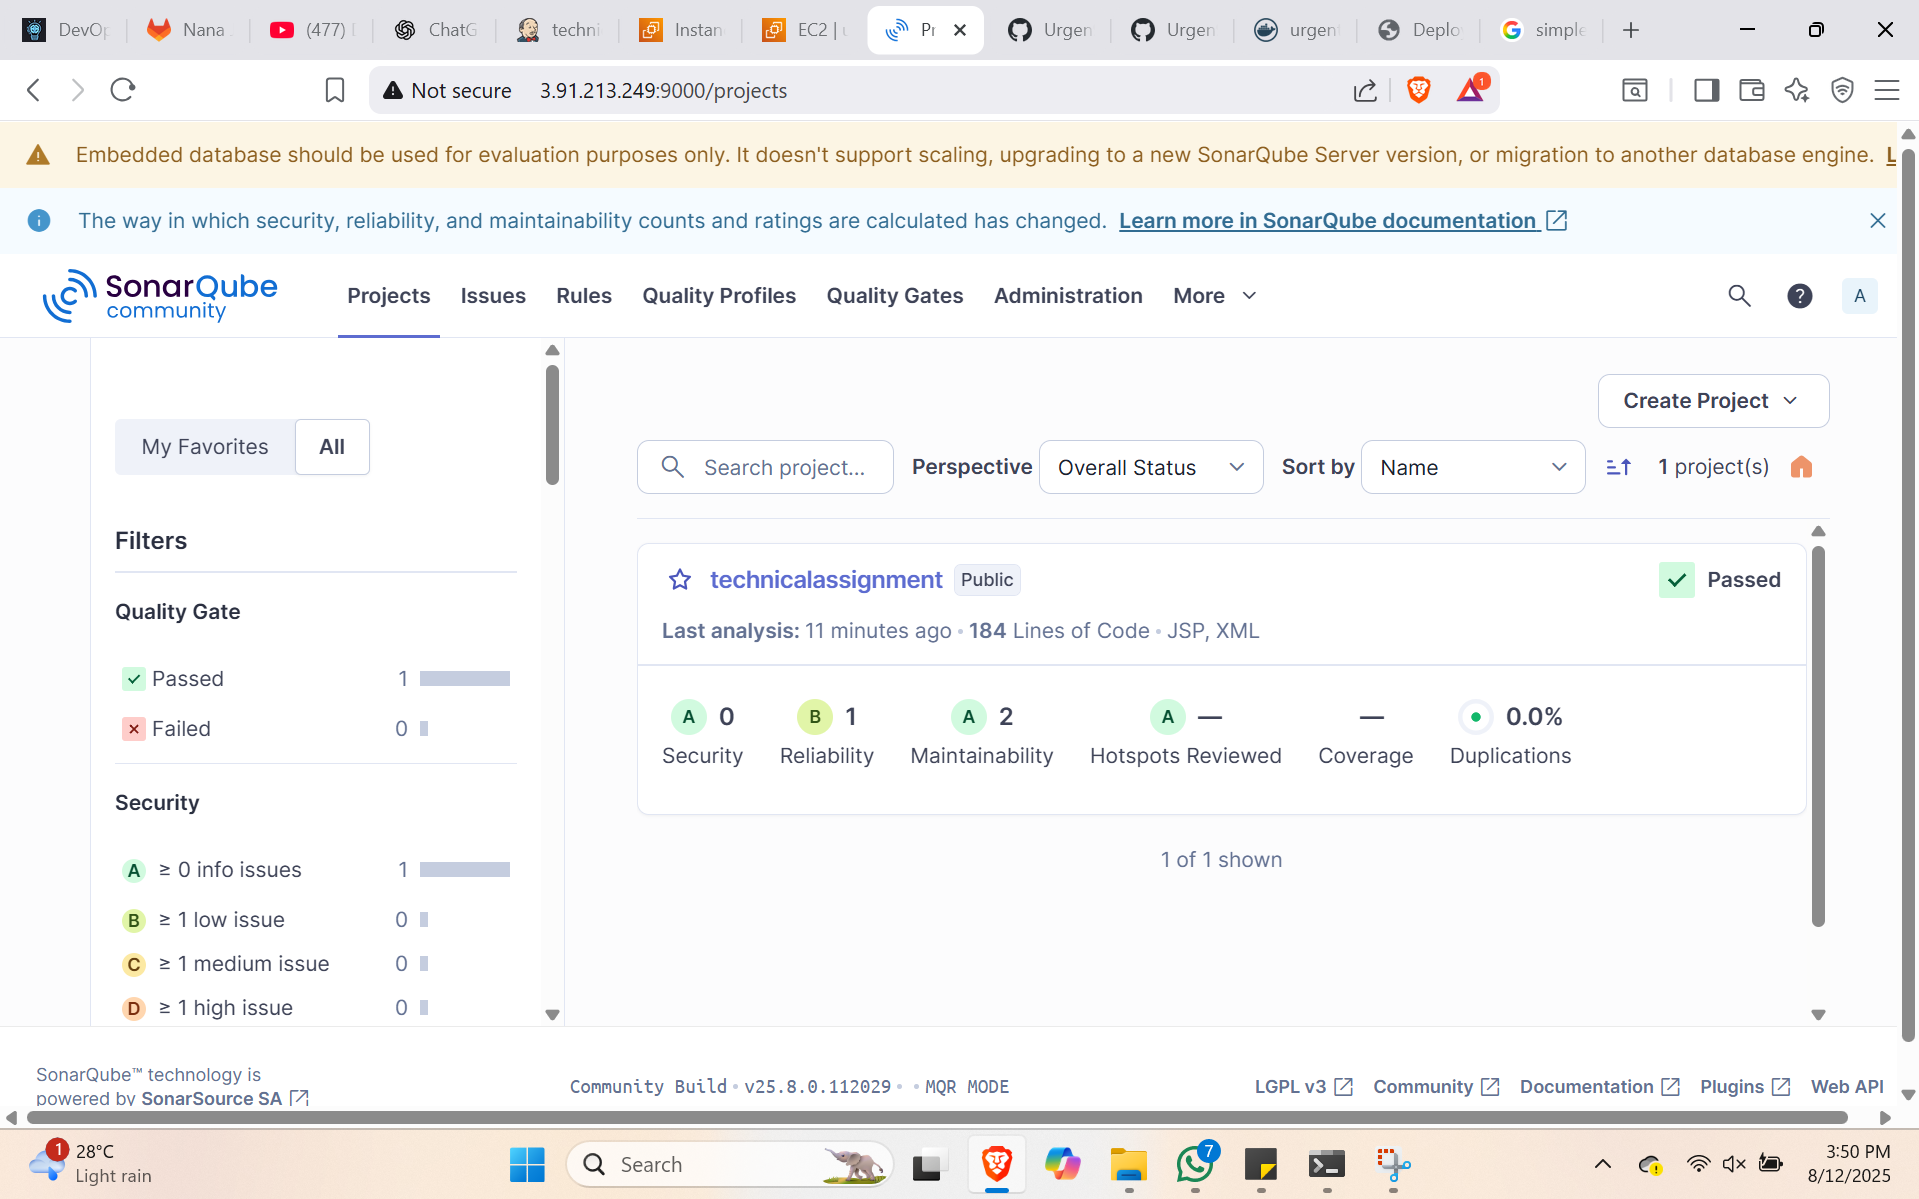 DevOp
Nana
(477)
ChatG
techni
Instan
EC2 | u
Pr
Urgen
Urgen
urgent
Deploy
simple
Not secure 3.91.213.249:9000/projects
1
Embedded database should be used for evaluation purposes only. It doesn't support scaling, upgrading to a new SonarQube Server version, or migration to another database engine. L
The way in which security, reliability, and maintainability counts and ratings are calculated has changed. Learn more in SonarQube documentation
SonarQube
community
Projects Issues Rules Quality Profiles Quality Gates Administration More
? A
My Favorites All
Filters
Quality Gate
Passed 1
Failed 0
Security
A ≥ 0 info issues 1
B ≥ 1 low issue 0
C ≥ 1 medium issue 0
D ≥ 1 high issue 0
Create Project
Search project... Perspective Overall Status Sort by Name 1 project(s)
technicalassignment Public Passed
Last analysis: 11 minutes ago • 184 Lines of Code • JSP, XML
A 0 B 1 A 2 A — — 0.0%
Security Reliability Maintainability Hotspots Reviewed Coverage Duplications
1 of 1 shown
SonarQube™ technology is
powered by SonarSource SA
Community Build • v25.8.0.112029 • • MQR MODE
LGPL v3 Community Documentation Plugins Web API
1
28°C
Light rain
Search
7
3:50 PM
8/12/2025